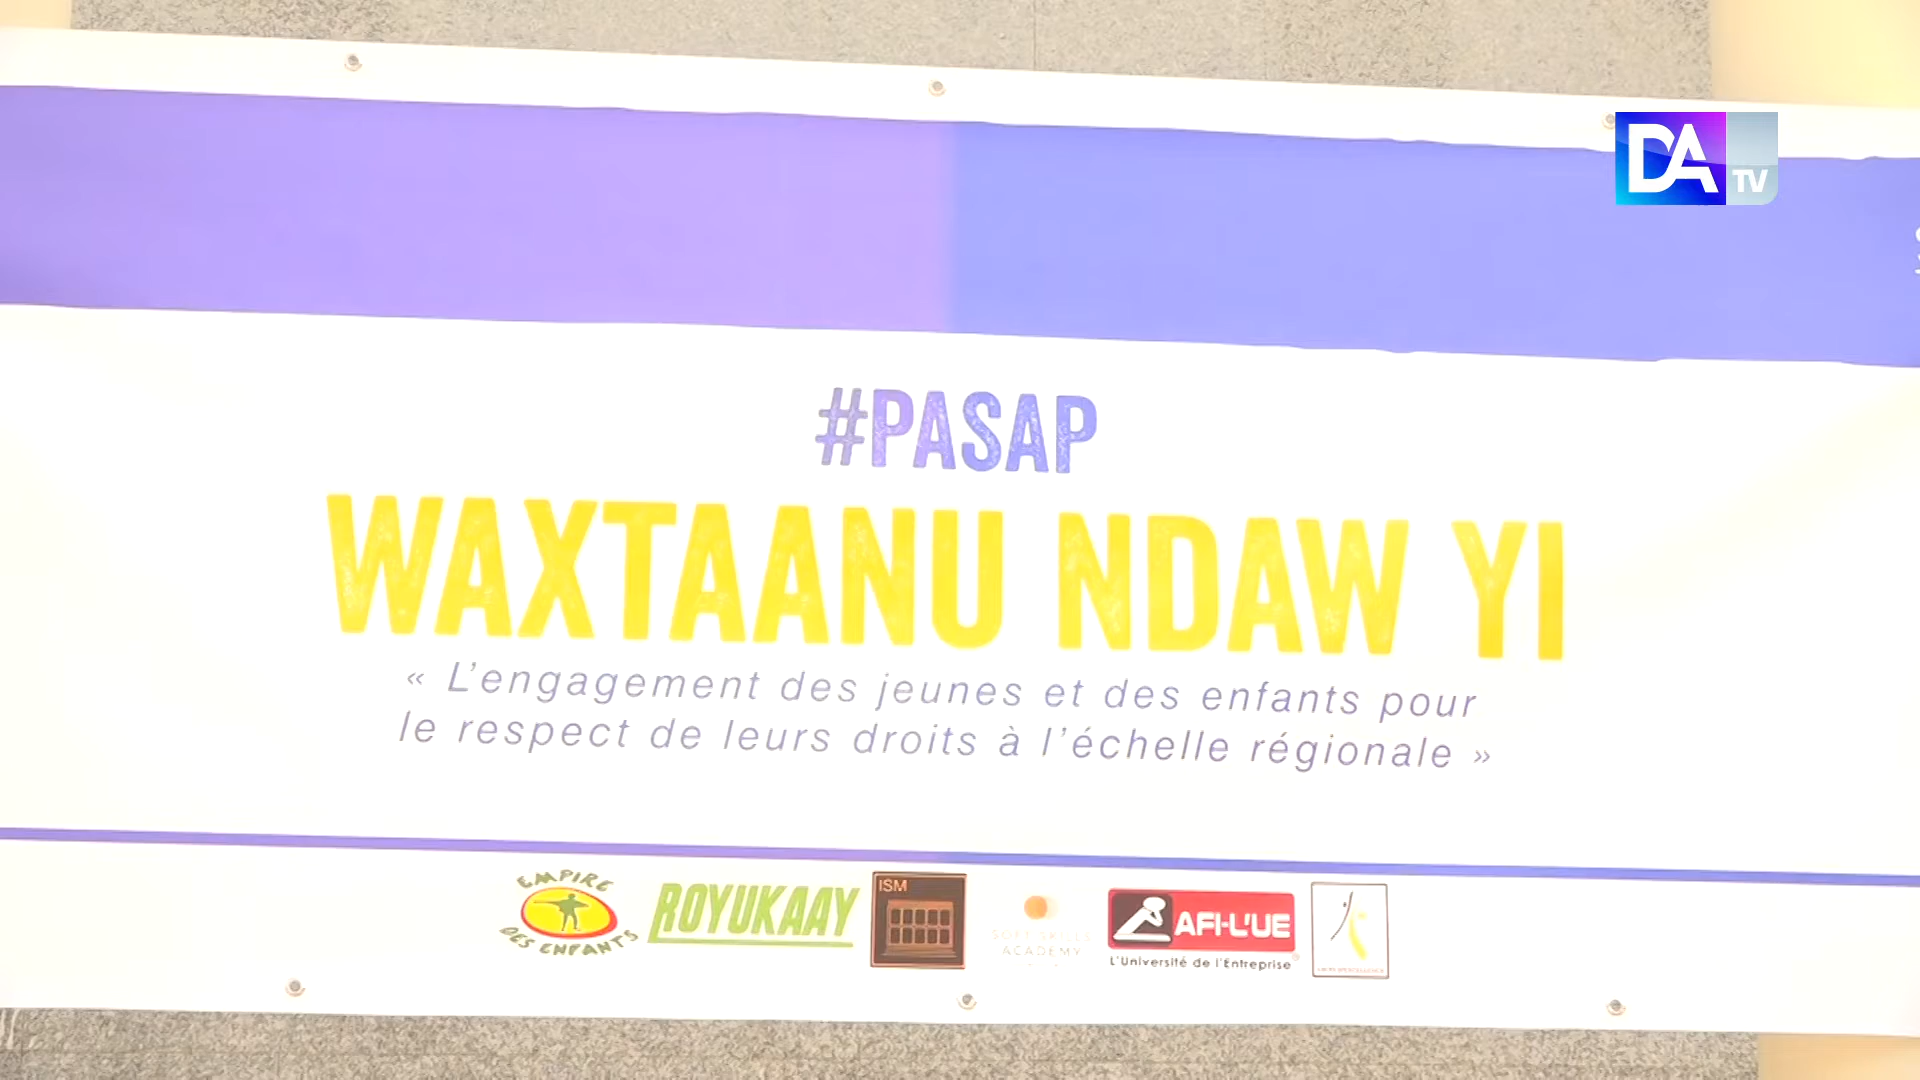 DA TV
#PASAP
WAXTAANU NDAW YI
« L'engagement des jeunes et des enfants pour
le respect de leurs droits à l'échelle régionale »
EMPIRE
DES ENFANTS
ROYUKAAY
ISM
SOFT SKILLS
ACADEMY
AFI-L'UE
L'Université de l'Entreprise